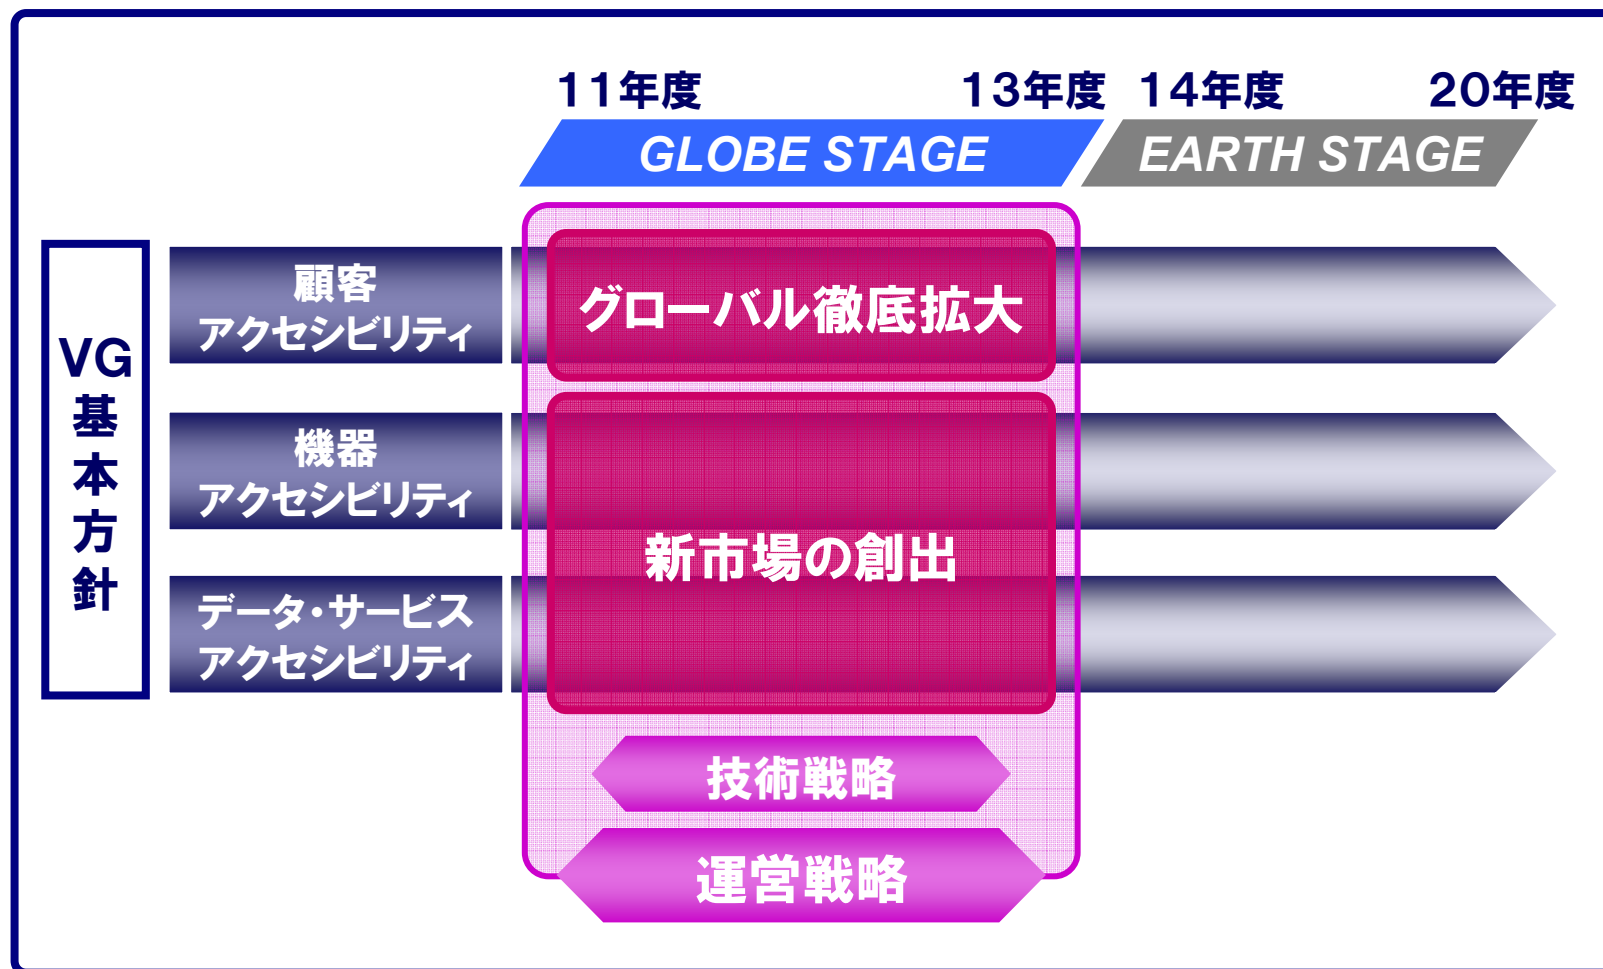 11年度 13年度 14年度 20年度
GLOBE STAGE EARTH STAGE
VG
基
本
方
針
顧客
アクセシビリティ
グローバル徹底拡大
機器
アクセシビリティ
新市場の創出
データ・サービス
アクセシビリティ
技術戦略
運営戦略